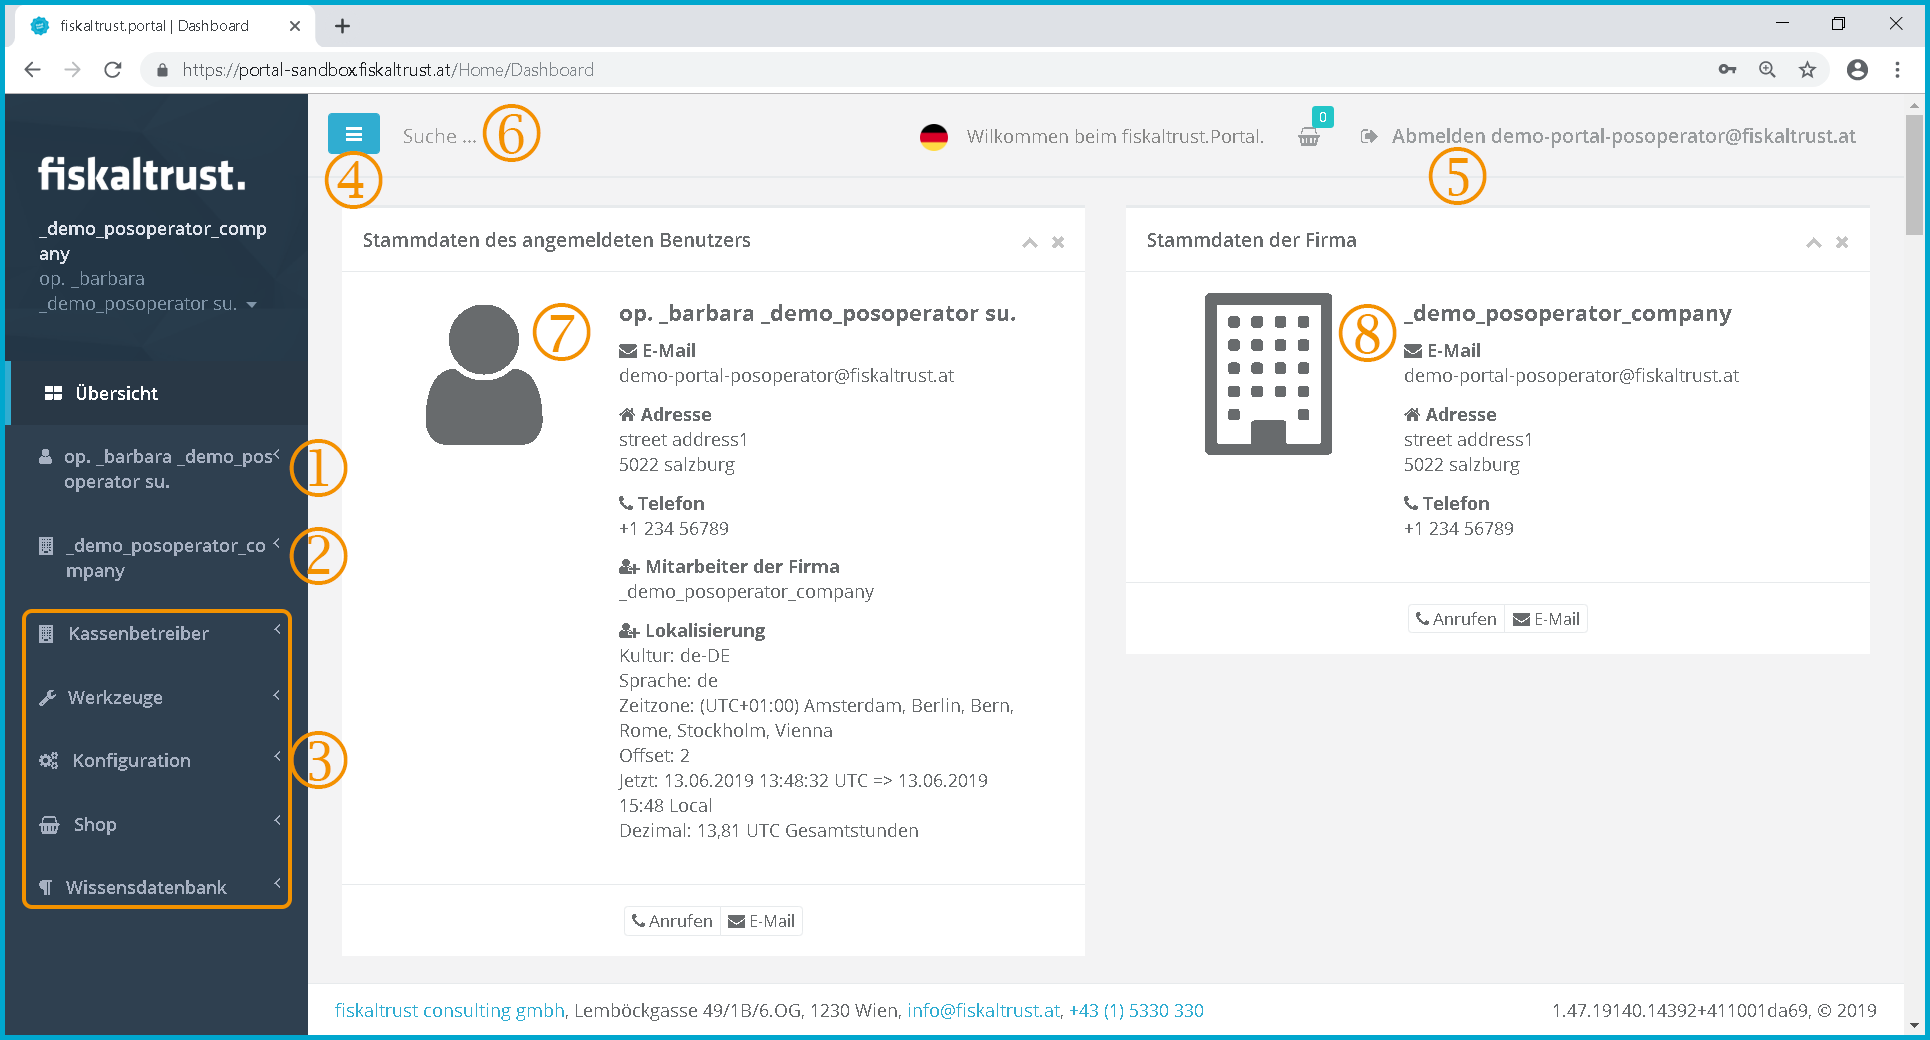 fiskaltrust.portal | Dashboard
https://portal-sandbox.fiskaltrust.at/Home/Dashboard
fiskaltrust.
_demo_posoperator_comp
any
op. _barbara
_demo_posoperator su.
Übersicht
op. _barbara _demo_pos
operator su.
1
_demo_posoperator_co
mpany
2
Kassenbetreiber
Werkzeuge
Konfiguration
3
Shop
Wissensdatenbank
4
Suche ...
6
Wilkommen beim fiskaltrust.Portal.
0
Abmelden demo-portal-posoperator@fiskaltrust.at
5
Stammdaten des angemeldeten Benutzers
7
op. _barbara _demo_posoperator su.
E-Mail
demo-portal-posoperator@fiskaltrust.at
Adresse
street address1
5022 salzburg
Telefon
+1 234 56789
Mitarbeiter der Firma
_demo_posoperator_company
Lokalisierung
Kultur: de-DE
Sprache: de
Zeitzone: (UTC+01:00) Amsterdam, Berlin, Bern,
Rome, Stockholm, Vienna
Offset: 2
Jetzt: 13.06.2019 13:48:32 UTC => 13.06.2019
15:48 Local
Dezimal: 13,81 UTC Gesamtstunden
Anrufen E-Mail
Stammdaten der Firma
8
_demo_posoperator_company
E-Mail
demo-portal-posoperator@fiskaltrust.at
Adresse
street address1
5022 salzburg
Telefon
+1 234 56789
Anrufen E-Mail
fiskaltrust consulting gmbh, Lemböckgasse 49/1B/6.OG, 1230 Wien, info@fiskaltrust.at, +43 (1) 5330 330
1.47.19140.14392+411001da69, © 2019